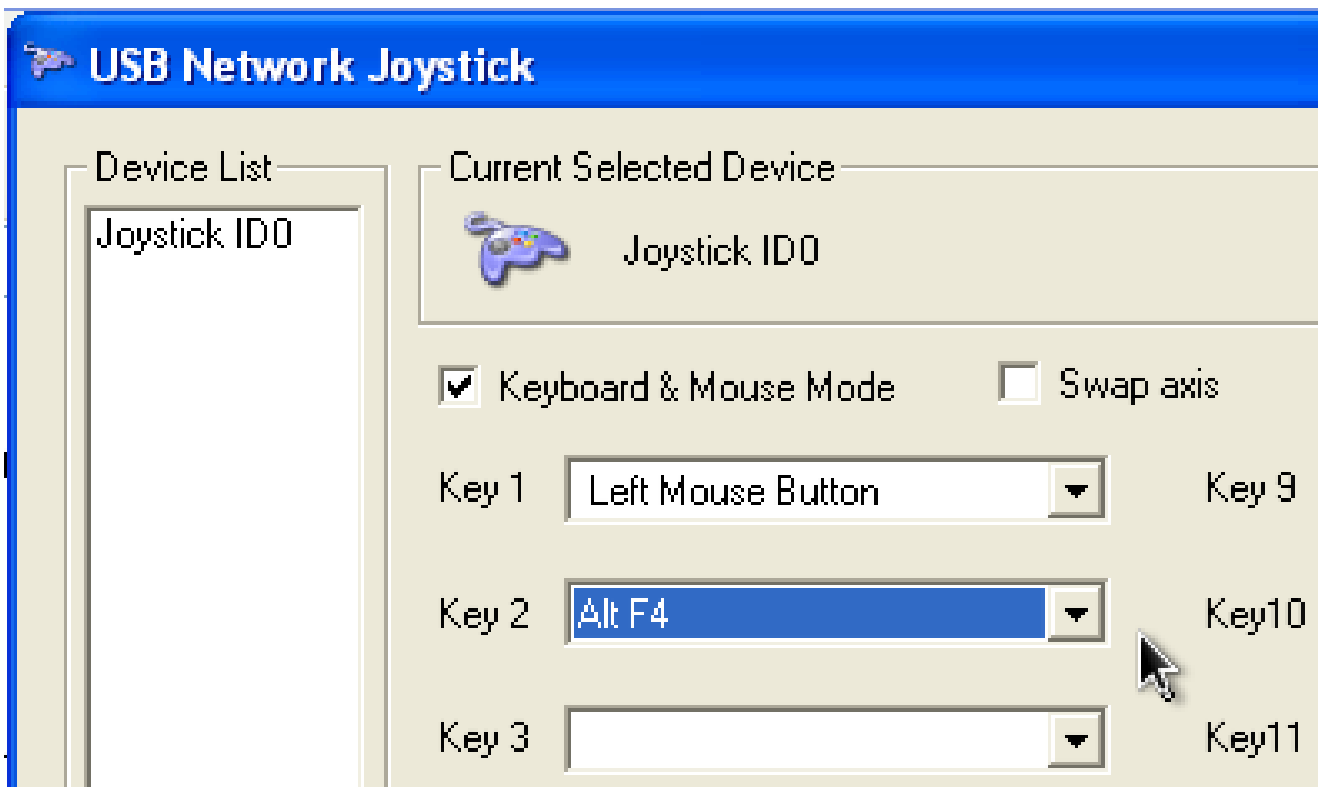 USB Network Joystick
Device List
Current Selected Device
Joystick ID0
Joystick ID0
Keyboard & Mouse Mode
Swap axis
Key 1
Left Mouse Button
Key 9
Key 2
Alt F4
Key10
Key 3
Key11